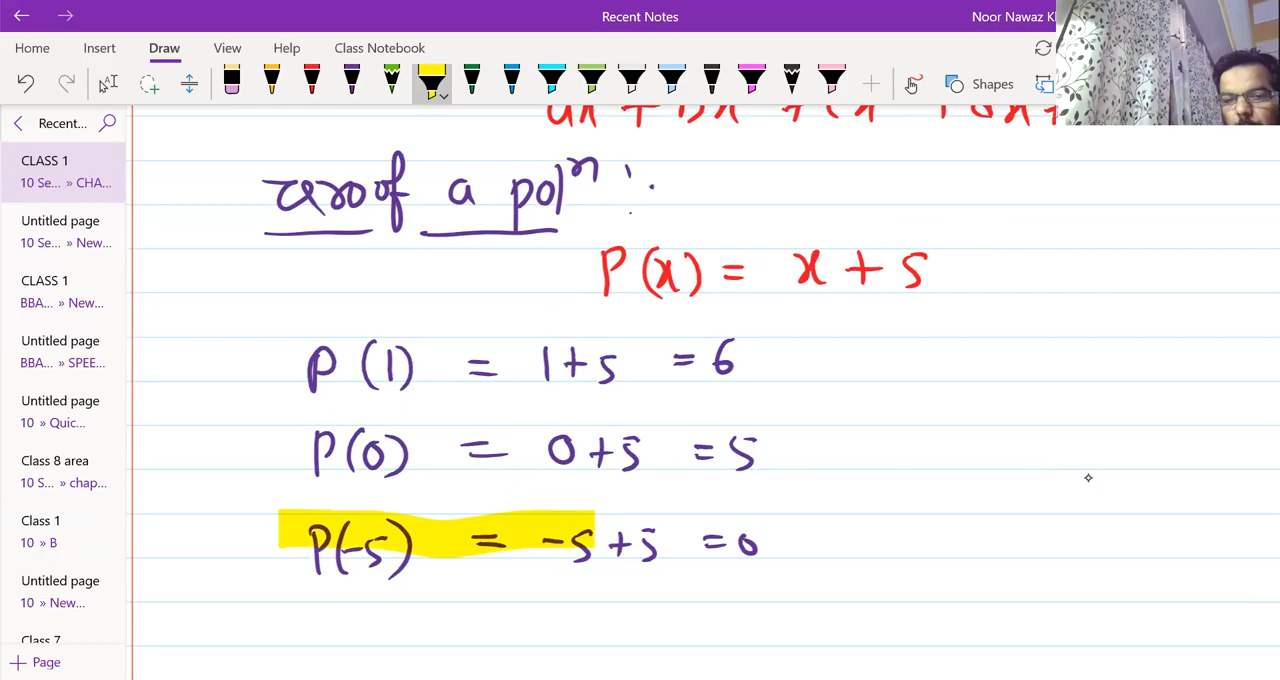 Recent Notes
Noor Nawaz
Home Insert Draw View Help Class Notebook
Shapes
Recent...
CLASS 1
10 Se... » CHA...
Untitled page
10 Se... » New...
CLASS 1
BBA... » New...
Untitled page
BBA... » SPEE...
Untitled page
10 » Quic...
Class 8 area
10 S... » chap...
Class 1
10 » B
Untitled page
10 » New...
Class 7
+ Page
zero of a polⁿ :
P(x) = x + 5
P(1) = 1+5 = 6
P(0) = 0+5 = 5
P(-5) = -5+5 = 0